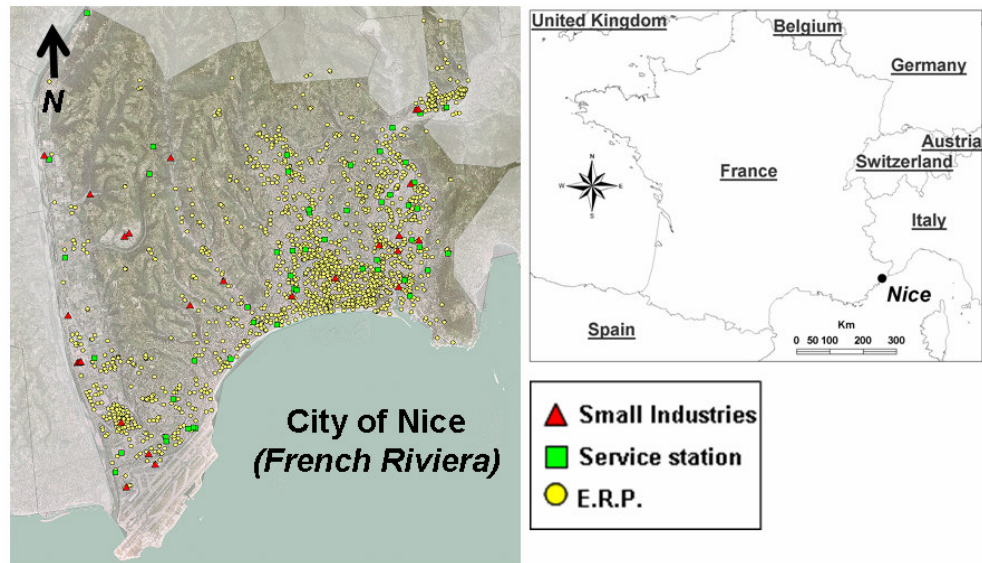 N
City of Nice
(French Riviera)
United Kingdom
Belgium
Germany
Austria
Switzerland
France
Italy
N
W E
S
Nice
Spain
Km
0 50 100 200 300
Small Industries
Service station
E.R.P.